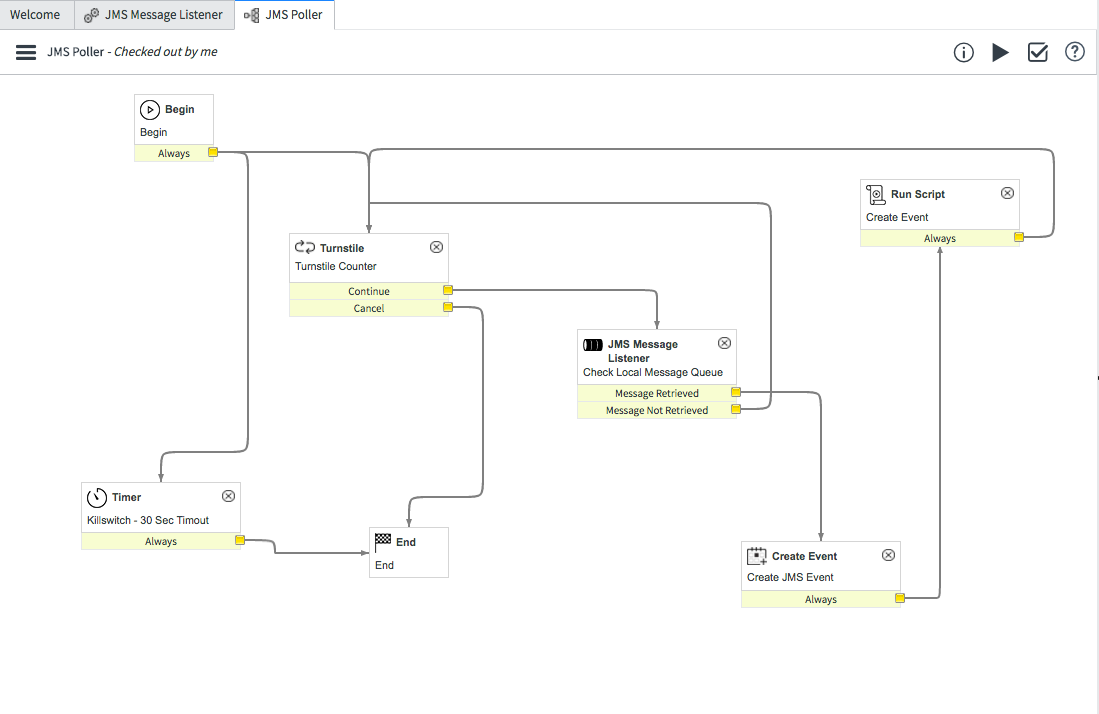 Welcome
JMS Message Listener
JMS Poller
JMS Poller - Checked out by me
Begin
Begin
Always
Run Script
Create Event
Always
Turnstile
Turnstile Counter
Continue
Cancel
JMS Message
Listener
Check Local Message Queue
Message Retrieved
Message Not Retrieved
Timer
Killswitch - 30 Sec Timout
Always
End
End
Create Event
Create JMS Event
Always